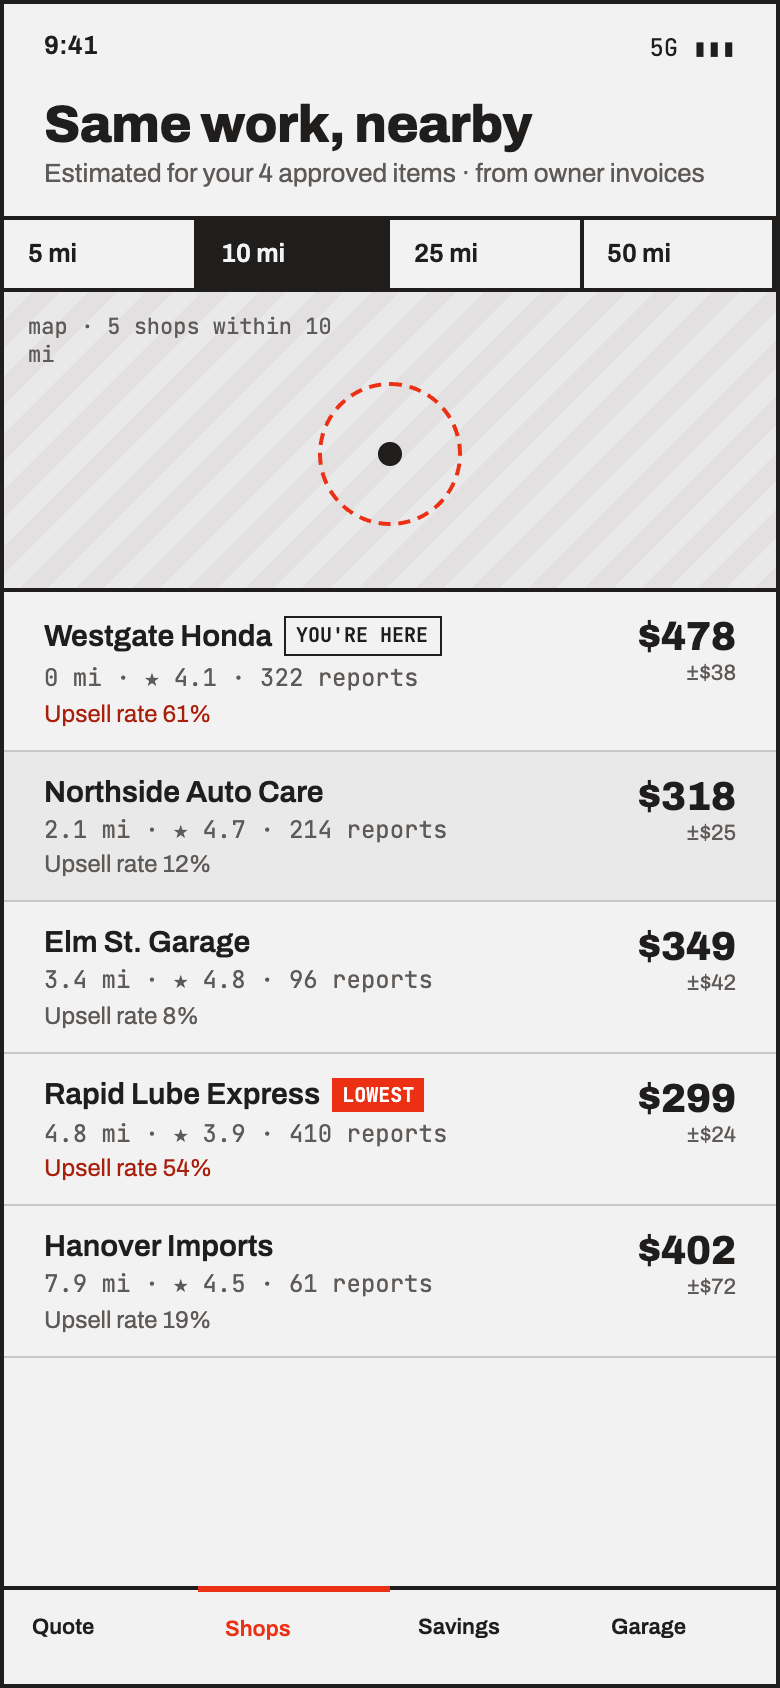 9:41
5G
Same work, nearby
Estimated for your 4 approved items · from owner invoices
5 mi
10 mi
25 mi
50 mi
map · 5 shops within 10
mi
Westgate Honda YOU'RE HERE $478
0 mi · ★ 4.1 · 322 reports ±$38
Upsell rate 61%
Northside Auto Care $318
2.1 mi · ★ 4.7 · 214 reports ±$25
Upsell rate 12%
Elm St. Garage $349
3.4 mi · ★ 4.8 · 96 reports ±$42
Upsell rate 8%
Rapid Lube Express LOWEST $299
4.8 mi · ★ 3.9 · 410 reports ±$24
Upsell rate 54%
Hanover Imports $402
7.9 mi · ★ 4.5 · 61 reports ±$72
Upsell rate 19%
Quote
Shops
Savings
Garage